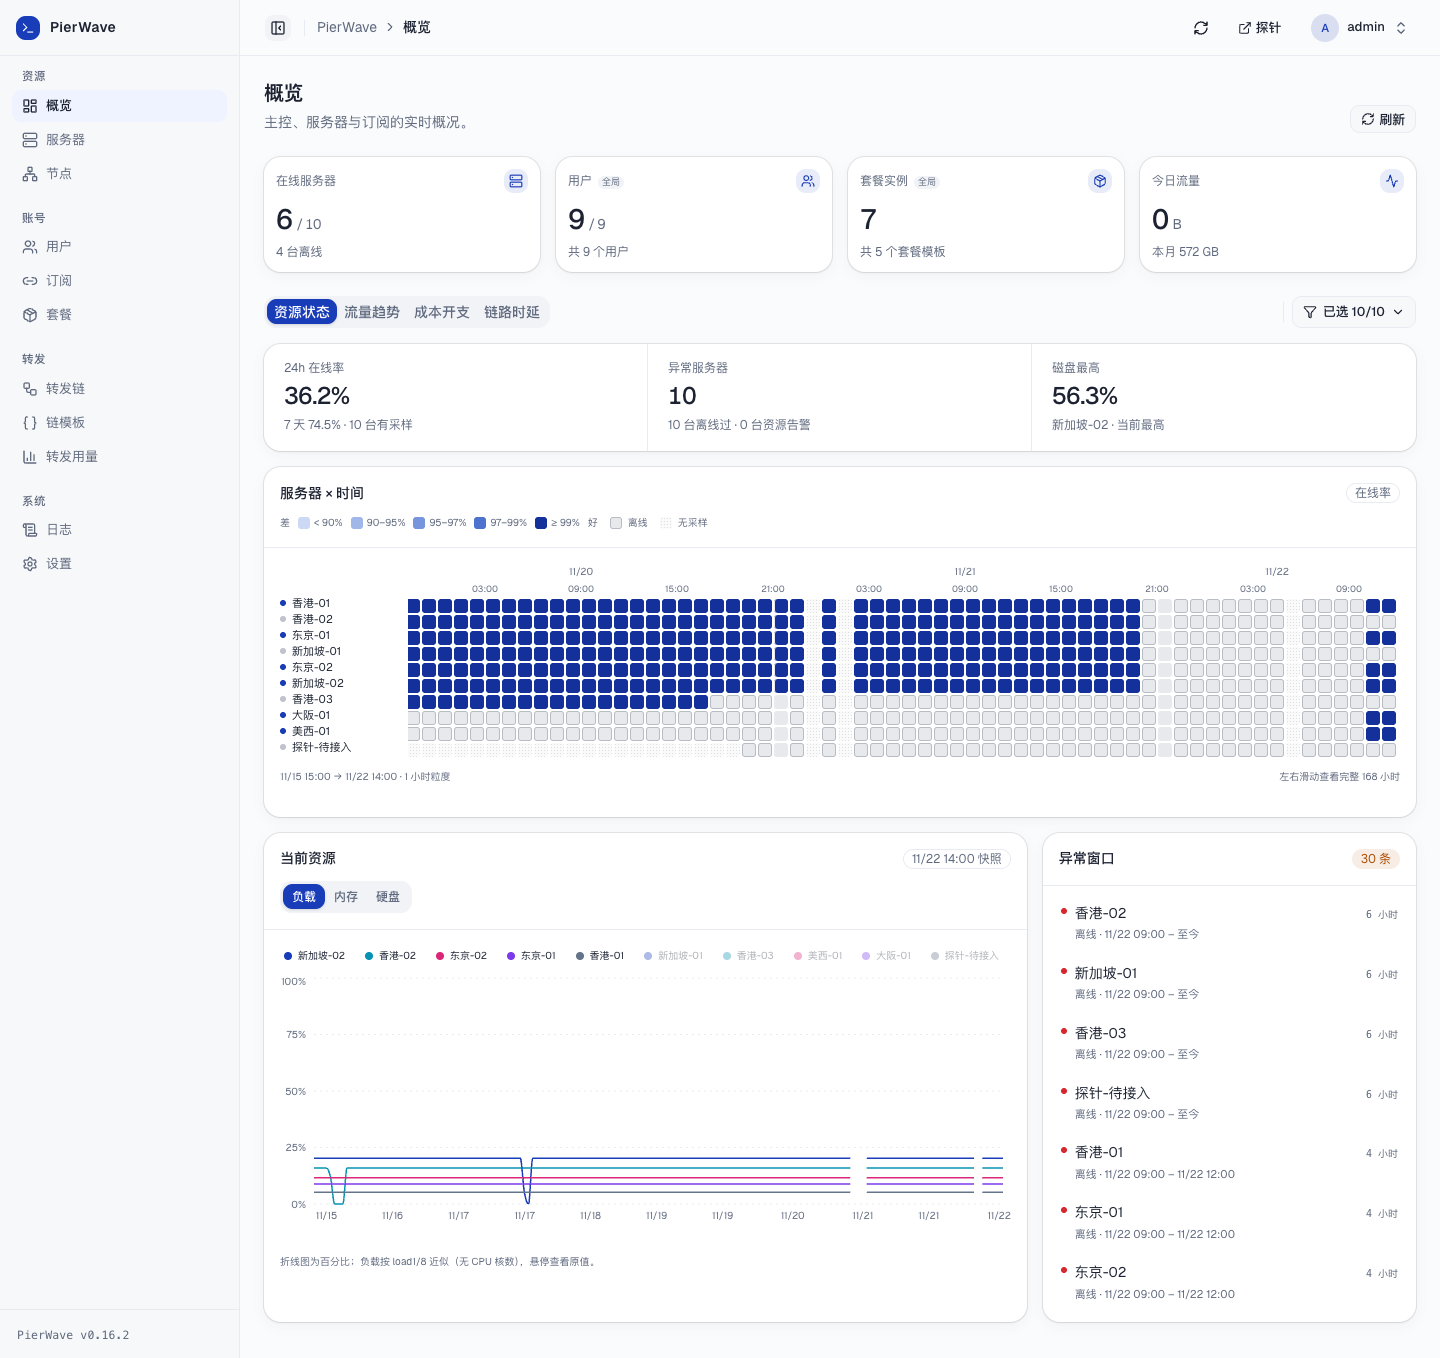 PierWave
PierWave > 概览
探针
A admin
资源
概览
服务器
节点
账号
用户
订阅
套餐
转发
转发链
链模板
转发用量
系统
日志
设置
PierWave v0.16.2
概览
主控、服务器与订阅的实时概况。
刷新
在线服务器
6 / 10
4 台离线
用户 全局
9 / 9
共 9 个用户
套餐实例 全局
7
共 5 个套餐模板
今日流量
0 B
本月 572 GB
资源状态 流量趋势 成本开支 链路时延
已选 10/10
24h 在线率
36.2%
7 天 74.5% · 10 台有采样
异常服务器
10
10 台离线过 · 0 台资源告警
磁盘最高
56.3%
新加坡-02 · 当前最高
服务器 × 时间
在线率
差 < 90% 90–95% 95–97% 97–99% ≥ 99% 好 离线 无采样
11/20 11/21 11/22
03:00 09:00 15:00 21:00 03:00 09:00 15:00 21:00 03:00 09:00
香港-01
香港-02
东京-01
新加坡-01
东京-02
新加坡-02
香港-03
大阪-01
美西-01
探针-待接入
11/15 15:00 → 11/22 14:00 · 1 小时粒度
左右滑动查看完整 168 小时
当前资源
11/22 14:00 快照
负载 内存 硬盘
新加坡-02 香港-02 东京-02 东京-01 香港-01 新加坡-01 香港-03 美西-01 大阪-01 探针-待接入
100%
75%
50%
25%
0%
11/15 11/16 11/17 11/17 11/18 11/19 11/19 11/20 11/21 11/21 11/22
折线图为百分比；负载按 load1/8 近似（无 CPU 核数），悬停查看原值。
异常窗口
30 条
香港-02 6 小时
离线 · 11/22 09:00 – 至今
新加坡-01 6 小时
离线 · 11/22 09:00 – 至今
香港-03 6 小时
离线 · 11/22 09:00 – 至今
探针-待接入 6 小时
离线 · 11/22 09:00 – 至今
香港-01 4 小时
离线 · 11/22 09:00 – 11/22 12:00
东京-01 4 小时
离线 · 11/22 09:00 – 11/22 12:00
东京-02 4 小时
离线 · 11/22 09:00 – 11/22 12:00